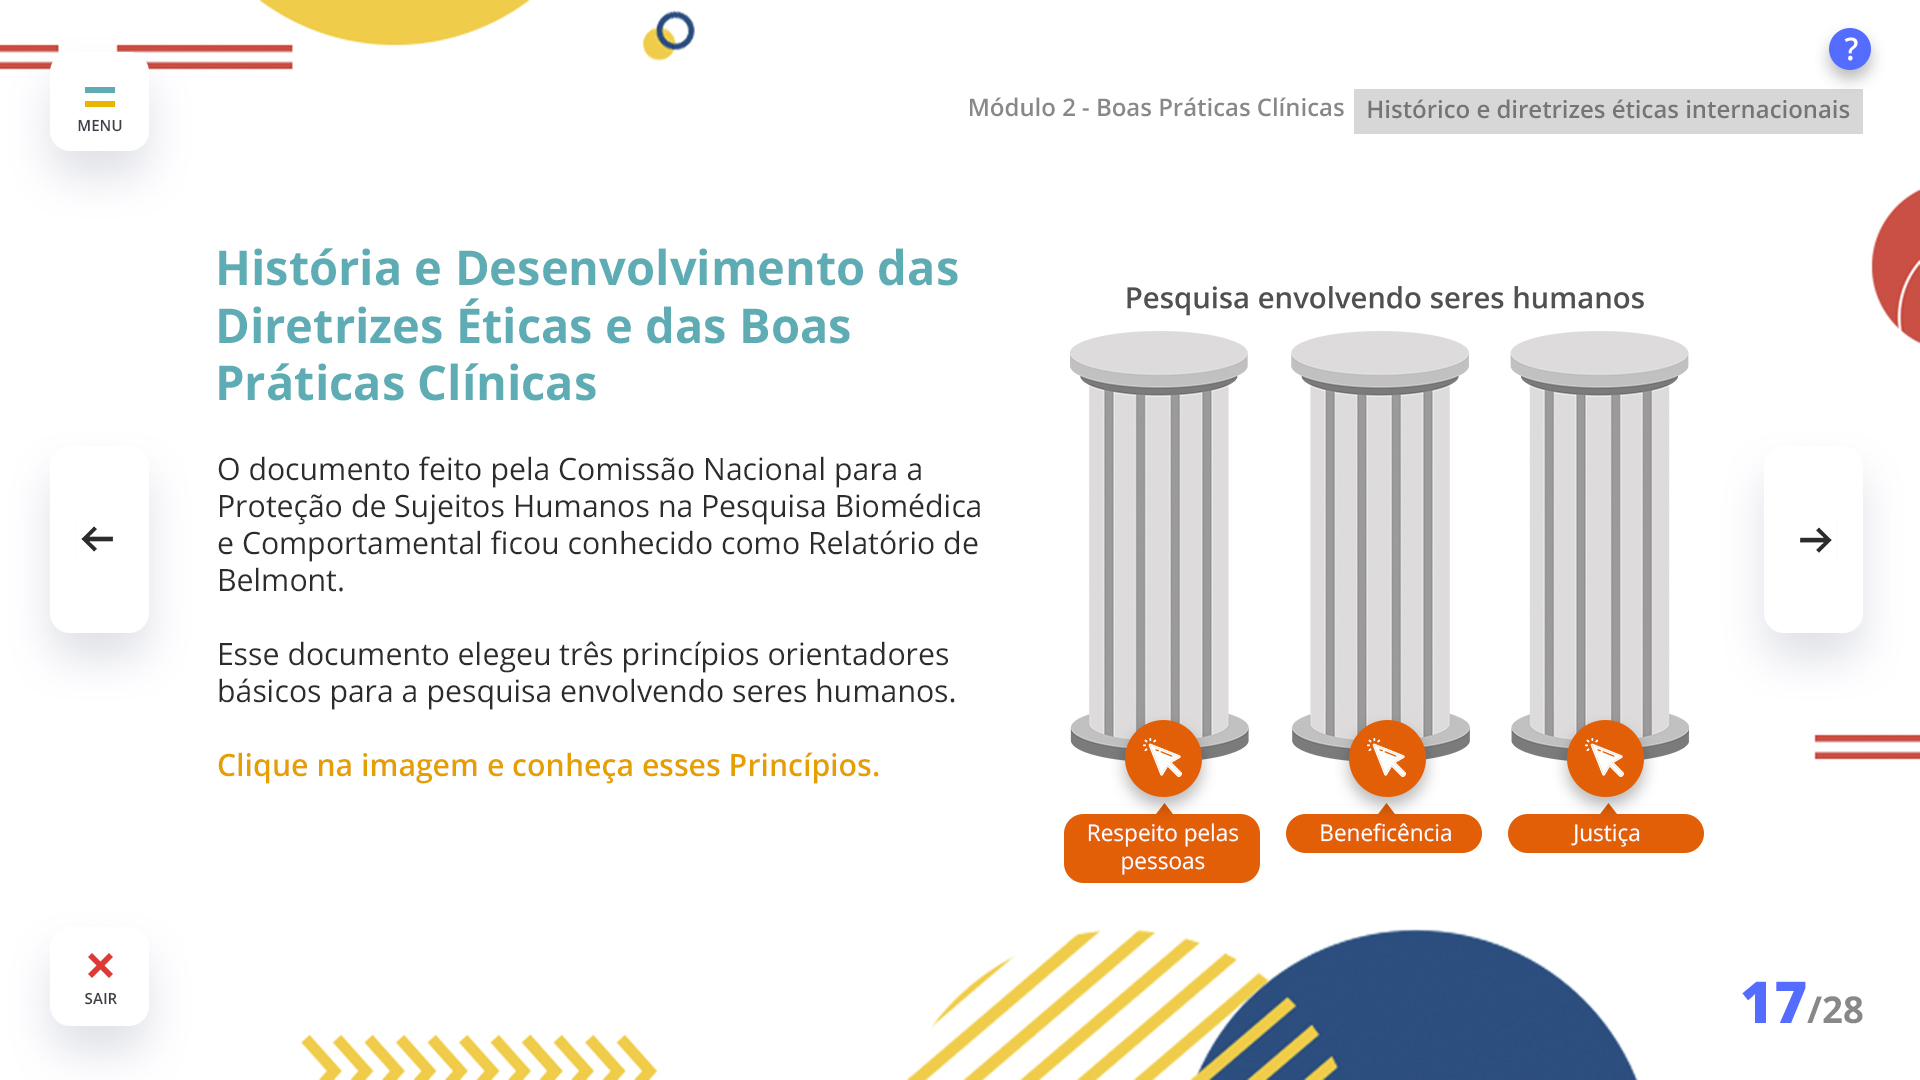 ?
MENU
Módulo 2 - Boas Práticas Clínicas
Histórico e diretrizes éticas internacionais
História e Desenvolvimento das
Diretrizes Éticas e das Boas
Práticas Clínicas
O documento feito pela Comissão Nacional para a
Proteção de Sujeitos Humanos na Pesquisa Biomédica
e Comportamental ficou conhecido como Relatório de
Belmont.
Esse documento elegeu três princípios orientadores
básicos para a pesquisa envolvendo seres humanos.
Clique na imagem e conheça esses Princípios.
Pesquisa envolvendo seres humanos
Respeito pelas
pessoas
Beneficência
Justiça
SAIR
17/28